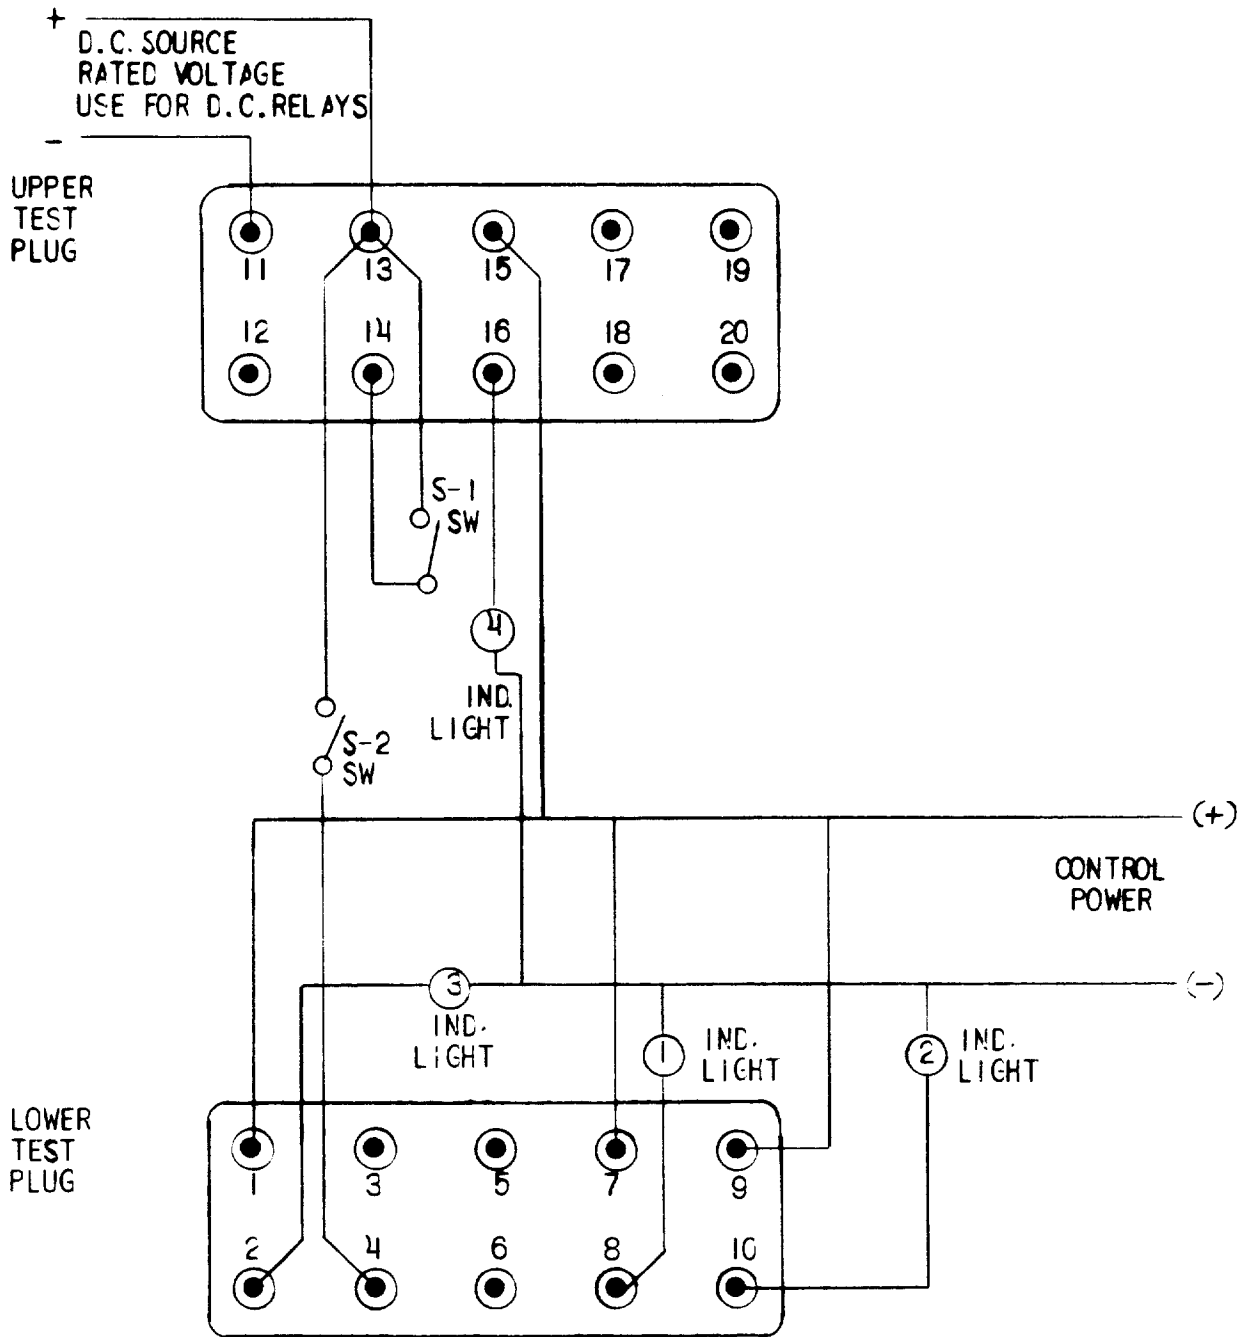 +
D.C. SOURCE
RATED VOLTAGE
USE FOR D.C. RELAYS
-
UPPER
TEST
PLUG
11 13 15 17 19
12 14 16 18 20
S-1
SW
4
IND.
LIGHT
S-2
SW
(+)
CONTROL
POWER
(-)
3
IND.
LIGHT
1
IND.
LIGHT
2
IND.
LIGHT
LOWER
TEST
PLUG
1 3 5 7 9
2 4 6 8 10